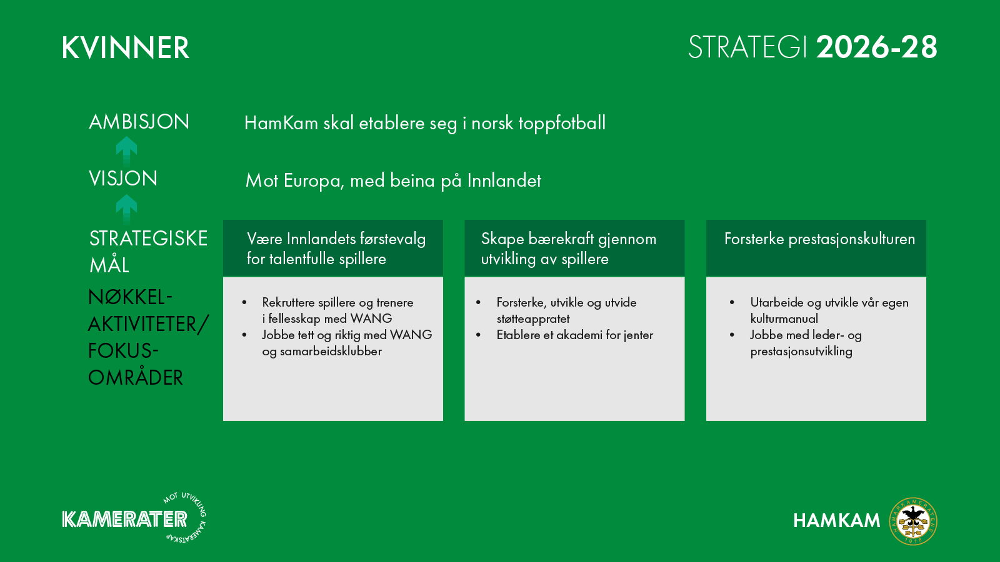 KVINNER
STRATEGI 2026-28
AMBISJON
HamKam skal etablere seg i norsk toppfotball
VISJON
Mot Europa, med beina på Innlandet
STRATEGISKE
MÅL
Være Innlandets førstevalg
for talentfulle spillere
Skape bærekraft gjennom
utvikling av spillere
Forsterke prestasjonskulturen
NØKKEL-
AKTIVITETER/
FOKUS-
OMRÅDER
• Rekruttere spillere og trenere
i fellesskap med WANG
• Jobbe tett og riktig med WANG
og samarbeidsklubber
• Forsterke, utvikle og utvide
støtteappratet
• Etablere et akademi for jenter
• Utarbeide og utvikle vår egen
kulturmanual
• Jobbe med leder- og
prestasjonsutvikling
KAMERATER
MOT UTVIKLING KAMERATSKAP
HAMKAM
HAMARKAMERATENE
1918